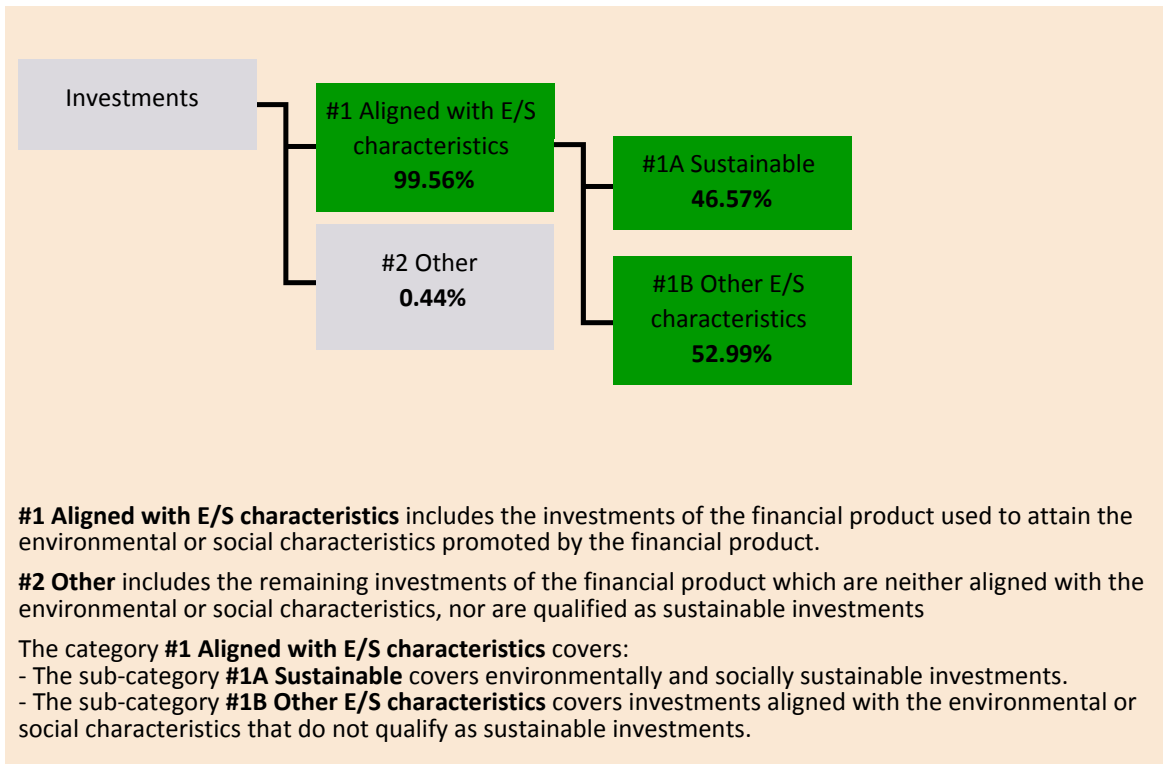 Investments
#1 Aligned with E/S
characteristics
99.56%
#2 Other
0.44%
#1A Sustainable
46.57%
#1B Other E/S
characteristics
52.99%
#1 Aligned with E/S characteristics includes the investments of the financial product used to attain the
environmental or social characteristics promoted by the financial product.
#2 Other includes the remaining investments of the financial product which are neither aligned with the
environmental or social characteristics, nor are qualified as sustainable investments
The category #1 Aligned with E/S characteristics covers:
- The sub-category #1A Sustainable covers environmentally and socially sustainable investments.
- The sub-category #1B Other E/S characteristics covers investments aligned with the environmental or
social characteristics that do not qualify as sustainable investments.